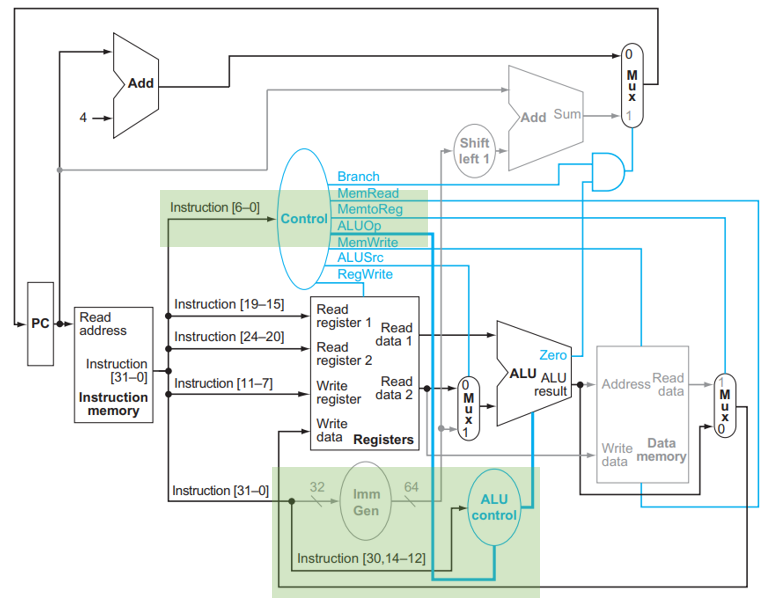 Add
4
0
Mux
1
Add
Sum
Shift
left 1
Branch
MemRead
MemtoReg
ALUOp
MemWrite
ALUSrc
RegWrite
Instruction [6–0]
Control
PC
Read
address
Instruction
[31–0]
Instruction
memory
Instruction [19–15]
Instruction [24–20]
Instruction [11–7]
Read
register 1
Read
register 2
Write
register
Write
data
Read
data 1
Read
data 2
Registers
0
Mux
1
Zero
ALU
ALU
result
Address
Read
data
Write
data
Data
memory
1
Mux
0
Instruction [31–0]
32
Imm
Gen
64
ALU
control
Instruction [30,14–12]